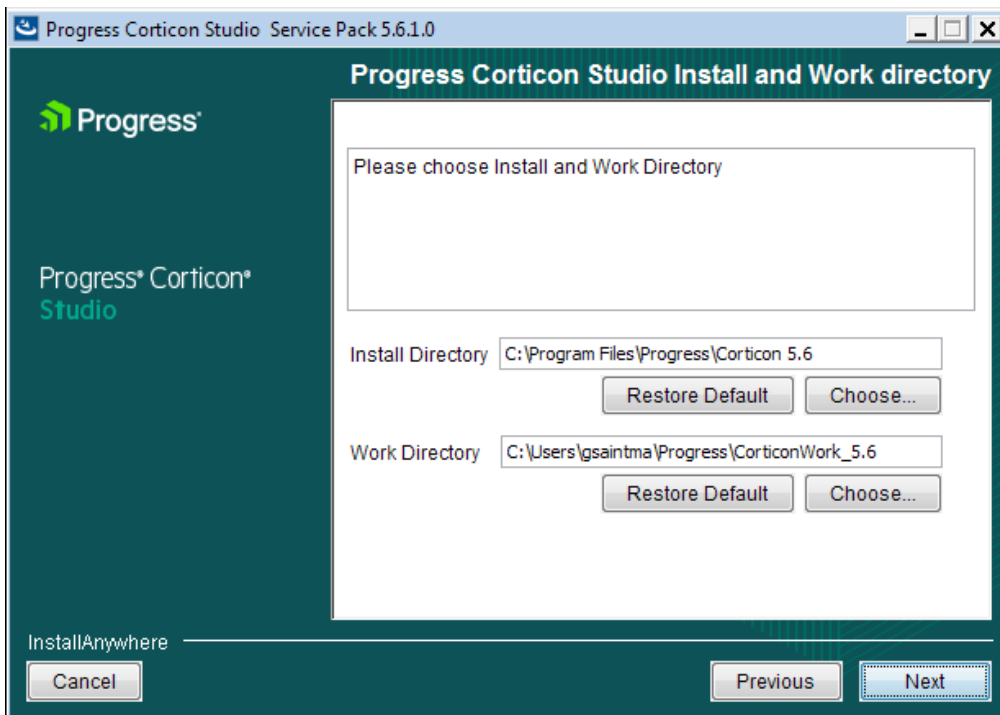 Progress Corticon Studio  Service Pack 5.6.1.0
Progress Corticon Studio Install and Work directory
Progress®
Please choose Install and Work Directory
Progress® Corticon®
Studio
Install Directory C:\Program Files\Progress\Corticon 5.6
Restore Default Choose...
Work Directory C:\Users\gsaintma\Progress\CorticonWork_5.6
Restore Default Choose...
InstallAnywhere
Cancel Previous Next